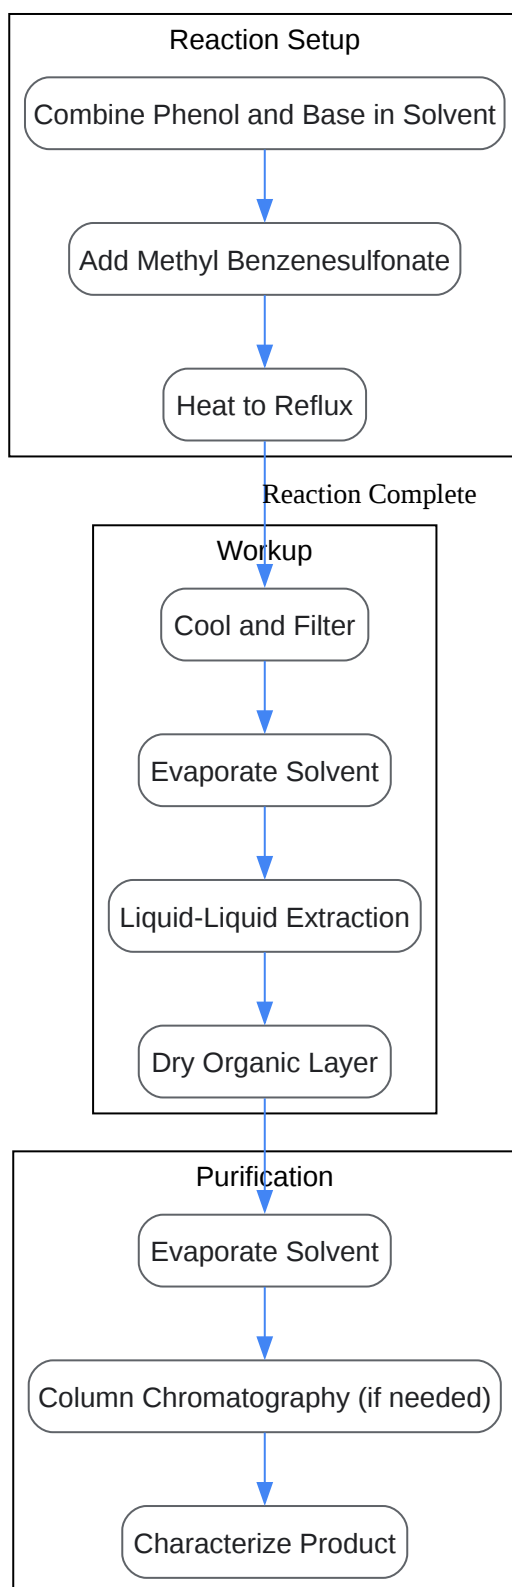 Reaction Setup
Combine Phenol and Base in Solvent
Add Methyl Benzenesulfonate
Heat to Reflux
Reaction Complete
Workup
Cool and Filter
Evaporate Solvent
Liquid-Liquid Extraction
Dry Organic Layer
Purification
Evaporate Solvent
Column Chromatography (if needed)
Characterize Product